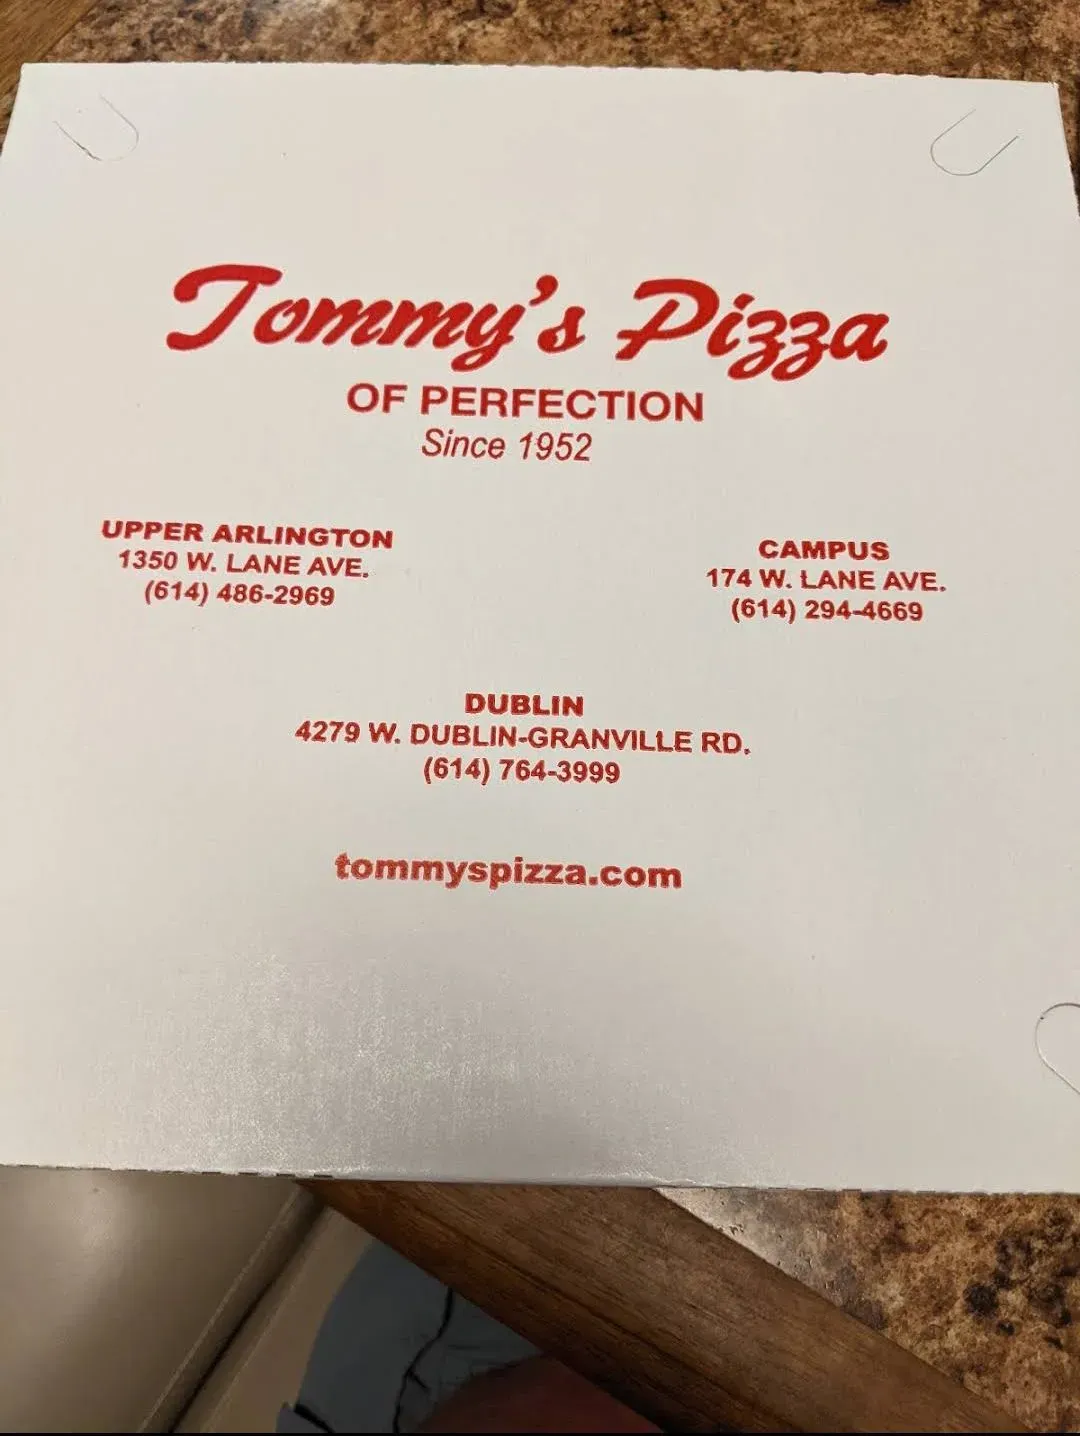 Tommy's Pizza
OF PERFECTION
Since 1952
UPPER ARLINGTON
1350 W. LANE AVE.
(614) 486-2969
CAMPUS
174 W. LANE AVE.
(614) 294-4669
DUBLIN
4279 W. DUBLIN-GRANVILLE RD.
(614) 764-3999
tommyspizza.com